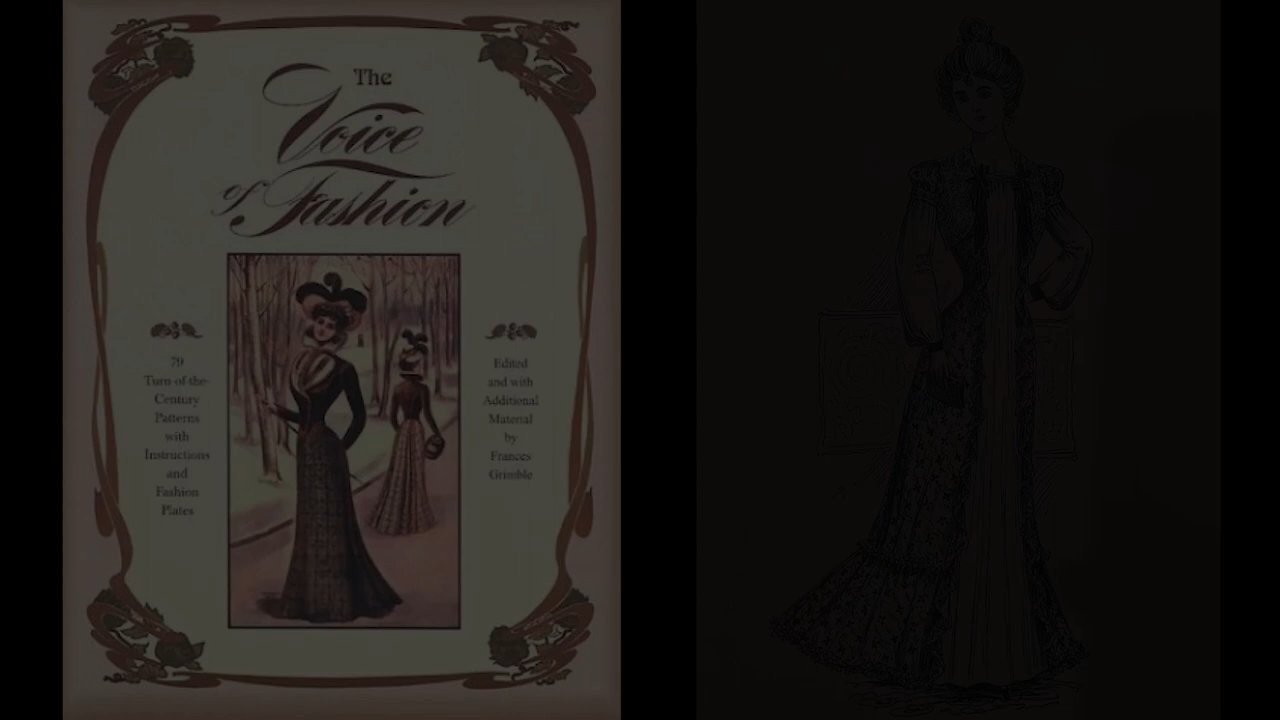 The
Voice
of Fashion
79
Turn-of-the-
Century
Patterns
with
Instructions
and
Fashion
Plates
Edited
and with
Additional
Material
by
Frances
Grimble